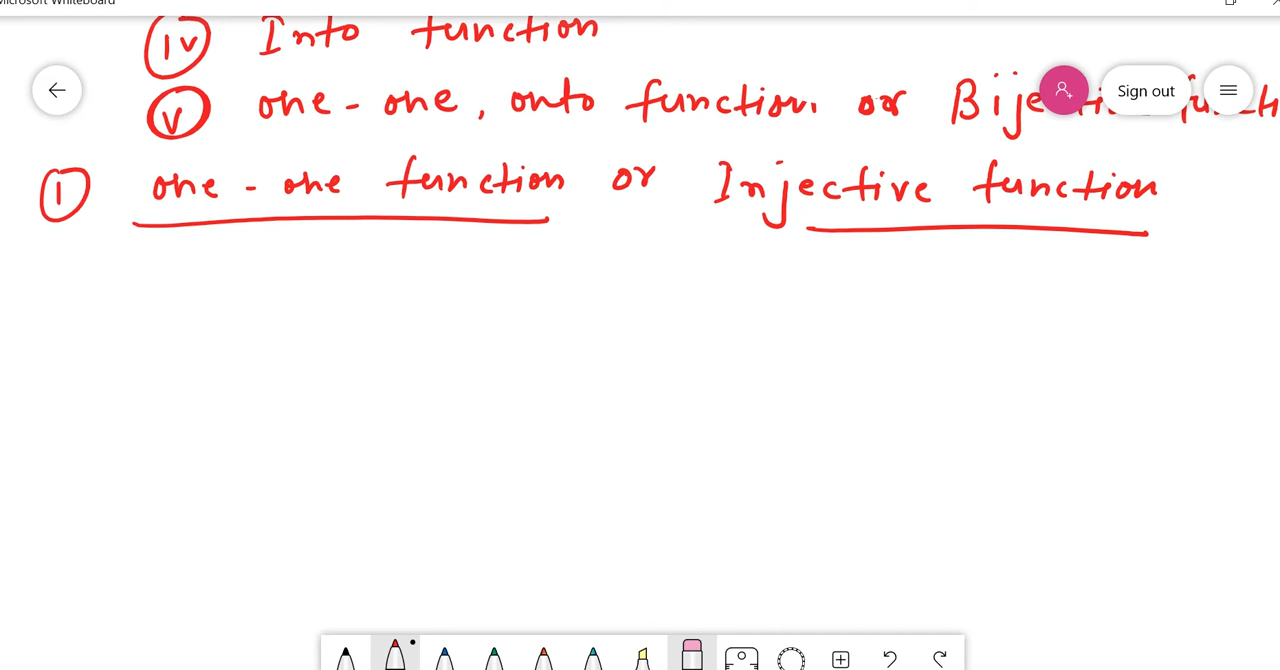 Microsoft Whiteboard
(iv) Into function
(v) one-one, onto function. or Bije
Sign out
(1) one-one function or Injective function